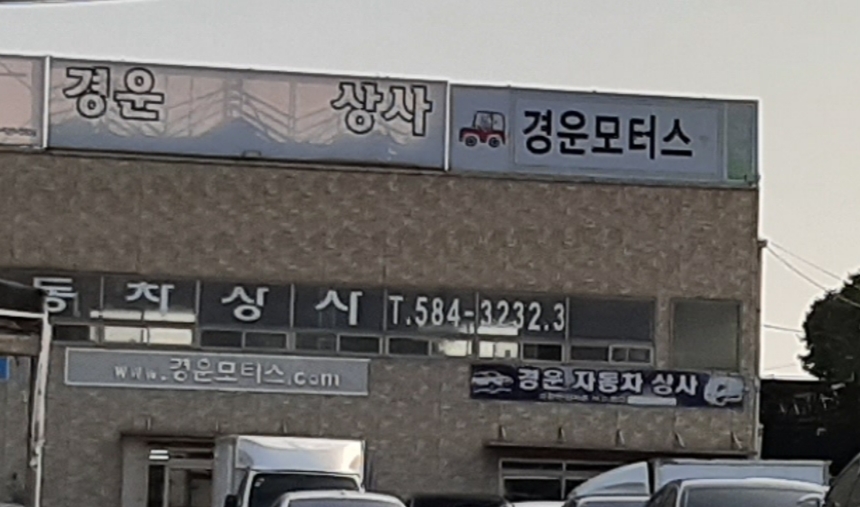 경운 상사
경운모터스
동차상사 T.584-3232.3
www.경운모터스.com
경운 자동차 상사